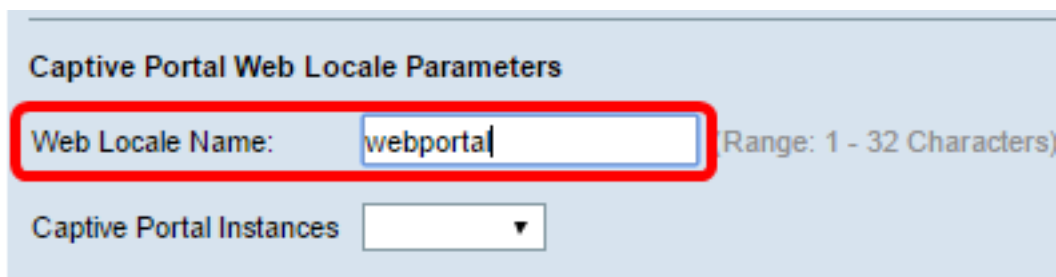 Captive Portal Web Locale Parameters
Web Locale Name: webportal (Range: 1 - 32 Characters)
Captive Portal Instances